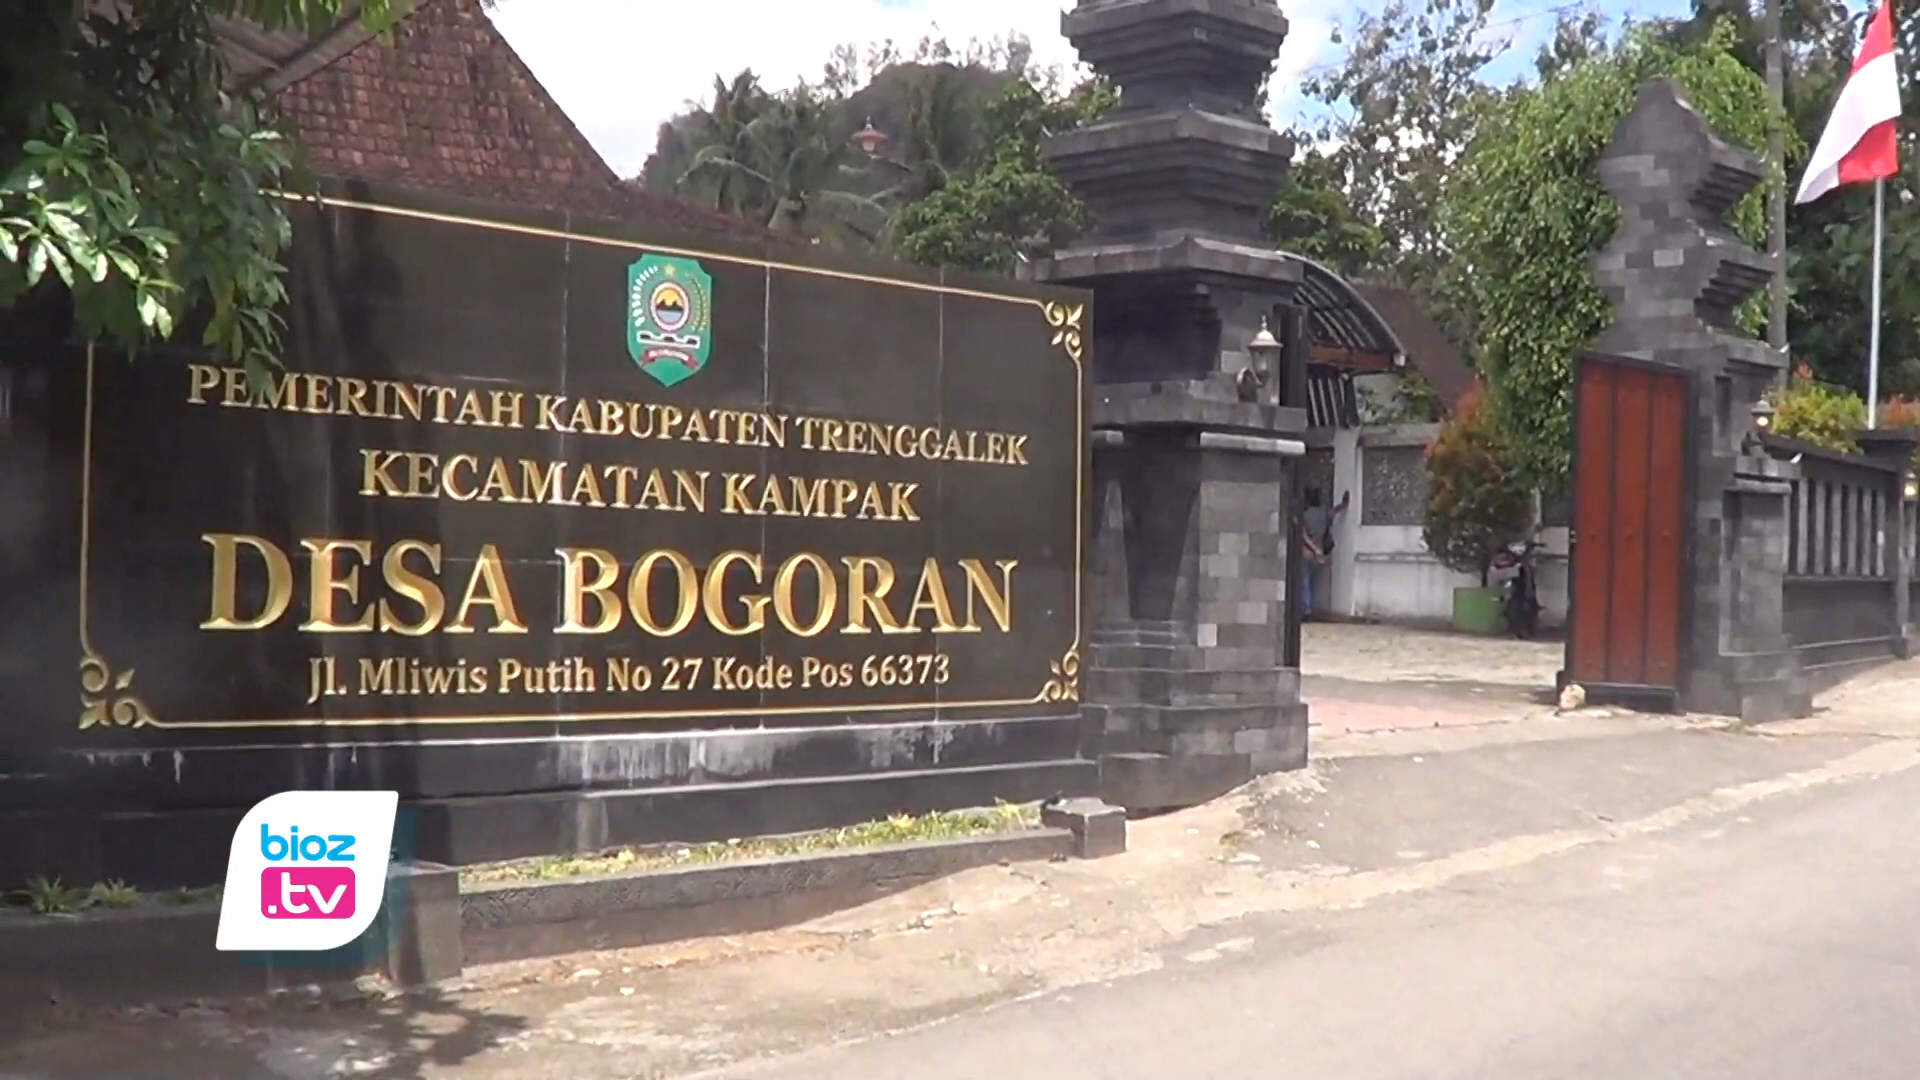 PEMERINTAH KABUPATEN TRENGGALEK
KECAMATAN KAMPAK
DESA BOGORAN
Jl. Mliwis Putih No 27 Kode Pos 66373
bioz
.tv